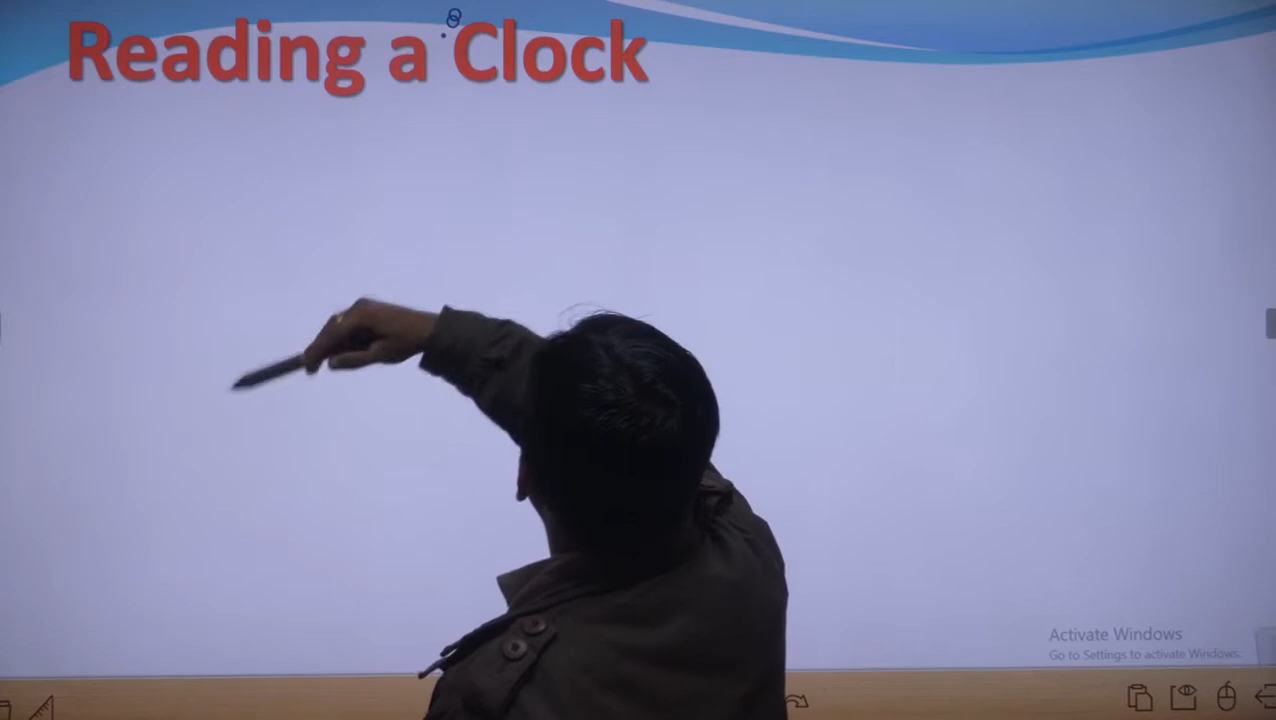 Reading a Clock
Activate Windows
Go to Settings to activate Windows.